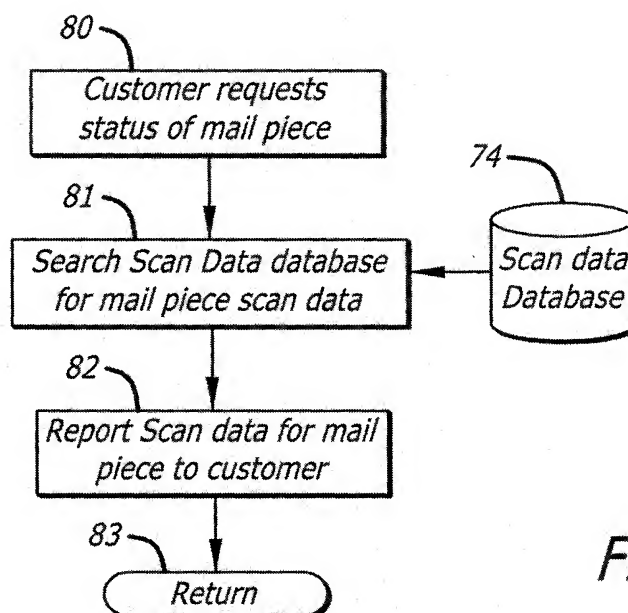 80
Customer requests
status of mail piece
74
81
Search Scan Data database
for mail piece scan data
Scan data
Database
82
Report Scan data for mail
piece to customer
83
Return